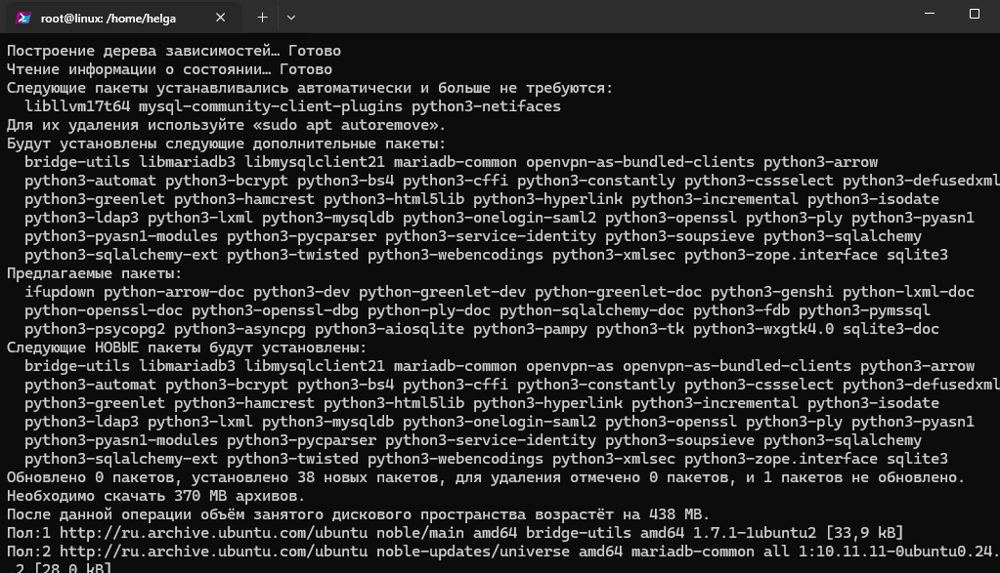 root@linux: /home/helga
Построение дерева зависимостей… Готово
Чтение информации о состоянии… Готово
Следующие пакеты устанавливались автоматически и больше не требуются:
libllvm17t64 mysql-community-client-plugins python3-netifaces
Для их удаления используйте «sudo apt autoremove».
Будут установлены следующие дополнительные пакеты:
bridge-utils libmariadb3 libmysqlclient21 mariadb-common openvpn-as-bundled-clients python3-arrow
python3-automat python3-bcrypt python3-bs4 python3-cffi python3-constantly python3-cssselect python3-defusedxml
python3-greenlet python3-hamcrest python3-html5lib python3-hyperlink python3-incremental python3-isodate
python3-ldap3 python3-lxml python3-mysqldb python3-onelogin-saml2 python3-openssl python3-ply python3-pyasn1
python3-pyasn1-modules python3-pycparser python3-service-identity python3-soupsieve python3-sqlalchemy
python3-sqlalchemy-ext python3-twisted python3-webencodings python3-xmlsec python3-zope.interface sqlite3
Предлагаемые пакеты:
ifupdown python-arrow-doc python3-dev python-greenlet-dev python-greenlet-doc python3-genshi python-lxml-doc
python-openssl-doc python3-openssl-dbg python-ply-doc python-sqlalchemy-doc python3-fdb python3-pymssql
python3-psycopg2 python3-asyncpg python3-aiosqlite python3-pampy python3-tk python3-wxgtk4.0 sqlite3-doc
Следующие НОВЫЕ пакеты будут установлены:
bridge-utils libmariadb3 libmysqlclient21 mariadb-common openvpn-as openvpn-as-bundled-clients python3-arrow
python3-automat python3-bcrypt python3-bs4 python3-cffi python3-constantly python3-cssselect python3-defusedxml
python3-greenlet python3-hamcrest python3-html5lib python3-hyperlink python3-incremental python3-isodate
python3-ldap3 python3-lxml python3-mysqldb python3-onelogin-saml2 python3-openssl python3-ply python3-pyasn1
python3-pyasn1-modules python3-pycparser python3-service-identity python3-soupsieve python3-sqlalchemy
python3-sqlalchemy-ext python3-twisted python3-webencodings python3-xmlsec python3-zope.interface sqlite3
Обновлено 0 пакетов, установлено 38 новых пакетов, для удаления отмечено 0 пакетов, и 1 пакетов не обновлено.
Необходимо скачать 370 MB архивов.
После данной операции объём занятого дискового пространства возрастёт на 438 MB.
Пол:1 http://ru.archive.ubuntu.com/ubuntu noble/main amd64 bridge-utils amd64 1.7.1-1ubuntu2 [33,9 kB]
Пол:2 http://ru.archive.ubuntu.com/ubuntu noble-updates/universe amd64 mariadb-common all 1:10.11.11-0ubuntu0.24.
.2 [28,0 kB]